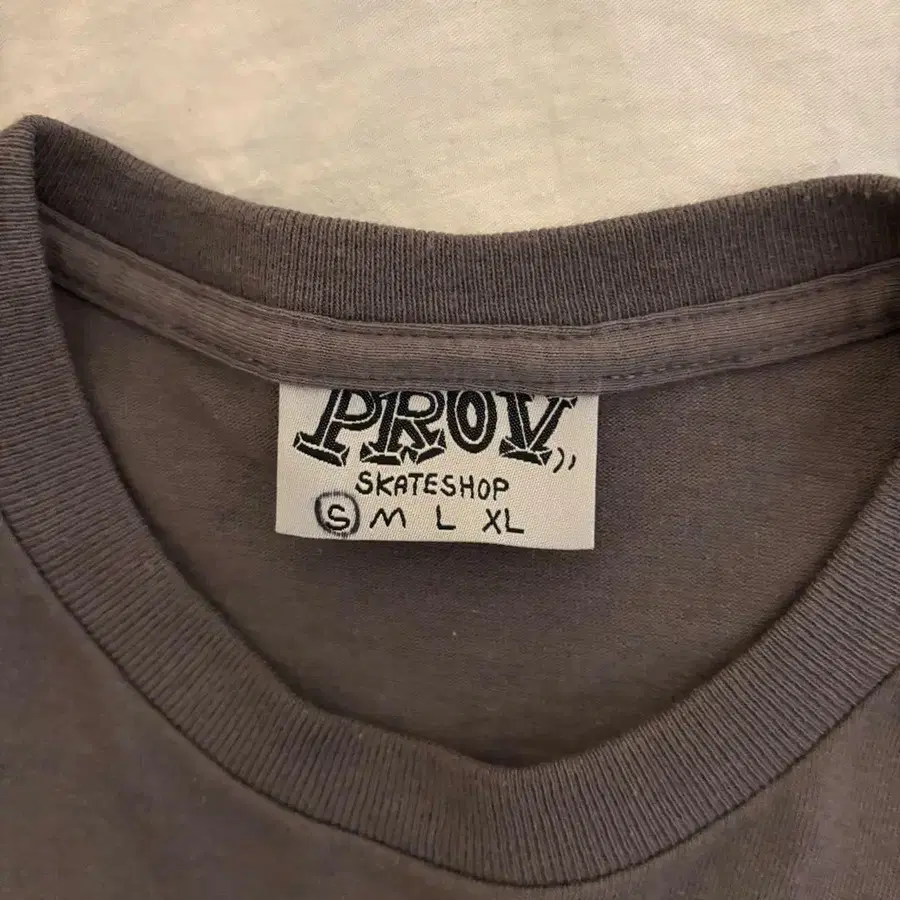 PROV,,
SKATESHOP
S M L XL